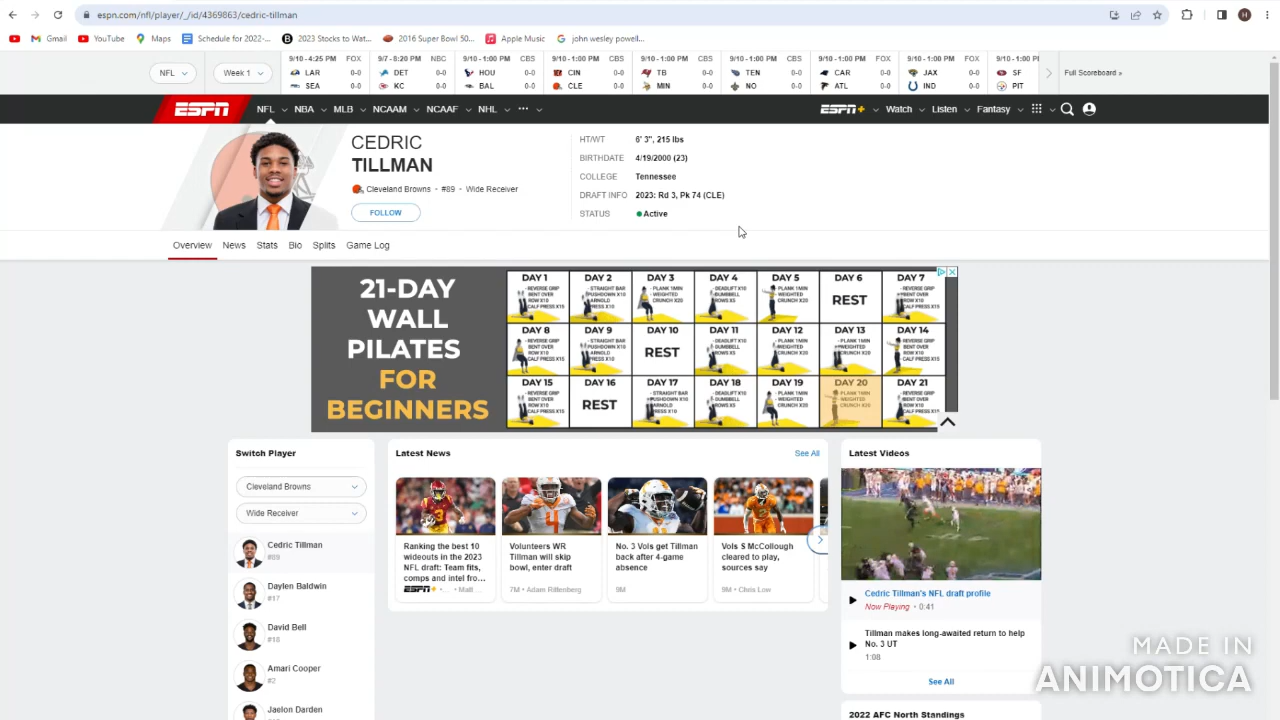 espn.com/nfl/player/_/id/4369863/cedric-tillman
YouTube
Gmail
YouTube
Maps
Schedule for 2022-...
2023 Stocks to Wat...
2016 Super Bowl 50...
Apple Music
john wesley powell...
NFL
Week 1
9/10 - 4:25 PM FOX
LAR 0-0
SEA 0-0
9/7 - 8:20 PM NBC
DET 0-0
KC 0-0
9/10 - 1:00 PM CBS
HOU 0-0
BAL 0-0
9/10 - 1:00 PM CBS
CIN 0-0
CLE 0-0
9/10 - 1:00 PM CBS
TB 0-0
MIN 0-0
9/10 - 1:00 PM CBS
TEN 0-0
NO 0-0
9/10 - 1:00 PM FOX
CAR 0-0
ATL 0-0
9/10 - 1:00 PM FOX
JAX 0-0
IND 0-0
9/10 - 1:00 PM
SF
PIT
Full Scoreboard »
ESPN NFL NBA MLB NCAAM NCAAF NHL ... ESPN+ Watch Listen Fantasy
CEDRIC
TILLMAN
Cleveland Browns • #89 • Wide Receiver
FOLLOW
HT/WT 6' 3", 215 lbs
BIRTHDATE 4/19/2000 (23)
COLLEGE Tennessee
DRAFT INFO 2023: Rd 3, Pk 74 (CLE)
STATUS Active
Overview News Stats Bio Splits Game Log
21-DAY
WALL
PILATES
FOR
BEGINNERS
DAY 1 DAY 2 DAY 3 DAY 4 DAY 5 DAY 6 DAY 7
REST
DAY 8 DAY 9 DAY 10 DAY 11 DAY 12 DAY 13 DAY 14
REST
DAY 15 DAY 16 DAY 17 DAY 18 DAY 19 DAY 20 DAY 21
REST
Switch Player
Cleveland Browns
Wide Receiver
Cedric Tillman
#89
Daylen Baldwin
#17
David Bell
#18
Amari Cooper
#2
Jaelon Darden
Latest News
See All
Ranking the best 10
wideouts in the 2023
NFL draft: Team fits,
comps and intel fro...
ESPN+ • ... • Matt ...
Volunteers WR
Tillman will skip
bowl, enter draft
7M • Adam Rittenberg
No. 3 Vols get Tillman
back after 4-game
absence
9M
Vols S McCollough
cleared to play,
sources say
9M • Chris Low
Latest Videos
Cedric Tillman's NFL draft profile
Now Playing • 0:41
Tillman makes long-awaited return to help
No. 3 UT
1:08
See All
2022 AFC North Standings
MADE IN
ANIMOTICA